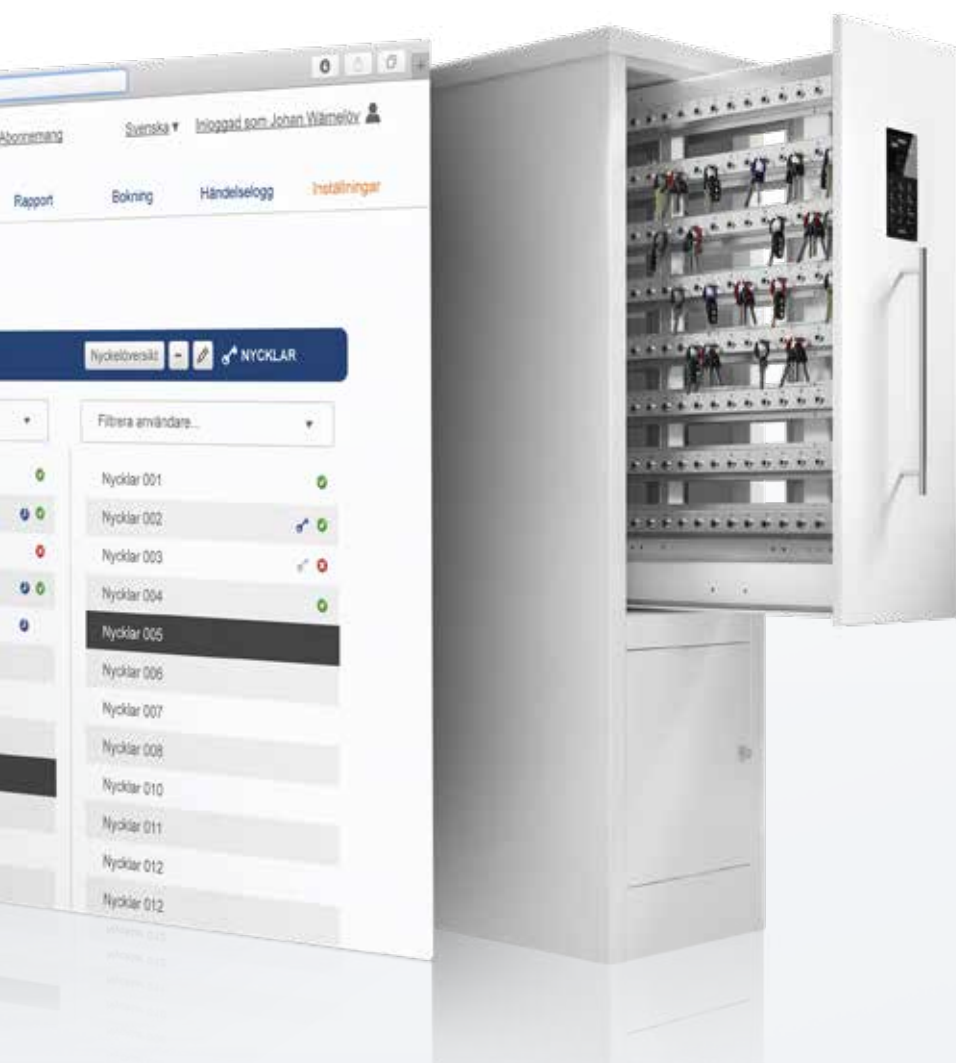 Abonnemang
Svenska ▾ Inloggad som Johan Wärnelöv
Rapport Bokning Händelselogg Inställningar
Nyckelöversikt - NYCKLAR
Filtrera användare...
Nycklar 001
Nycklar 002
Nycklar 003
Nycklar 004
Nycklar 005
Nycklar 006
Nycklar 007
Nycklar 008
Nycklar 010
Nycklar 011
Nycklar 012
Nycklar 012